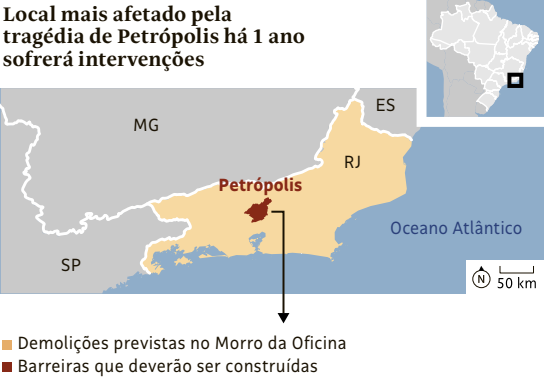 Local mais afetado pela
tragédia de Petrópolis há 1 ano
sofrerá intervenções
MG
ES
RJ
Petrópolis
Oceano Atlântico
SP
N
50 km
Demolições previstas no Morro da Oficina
Barreiras que deverão ser construídas